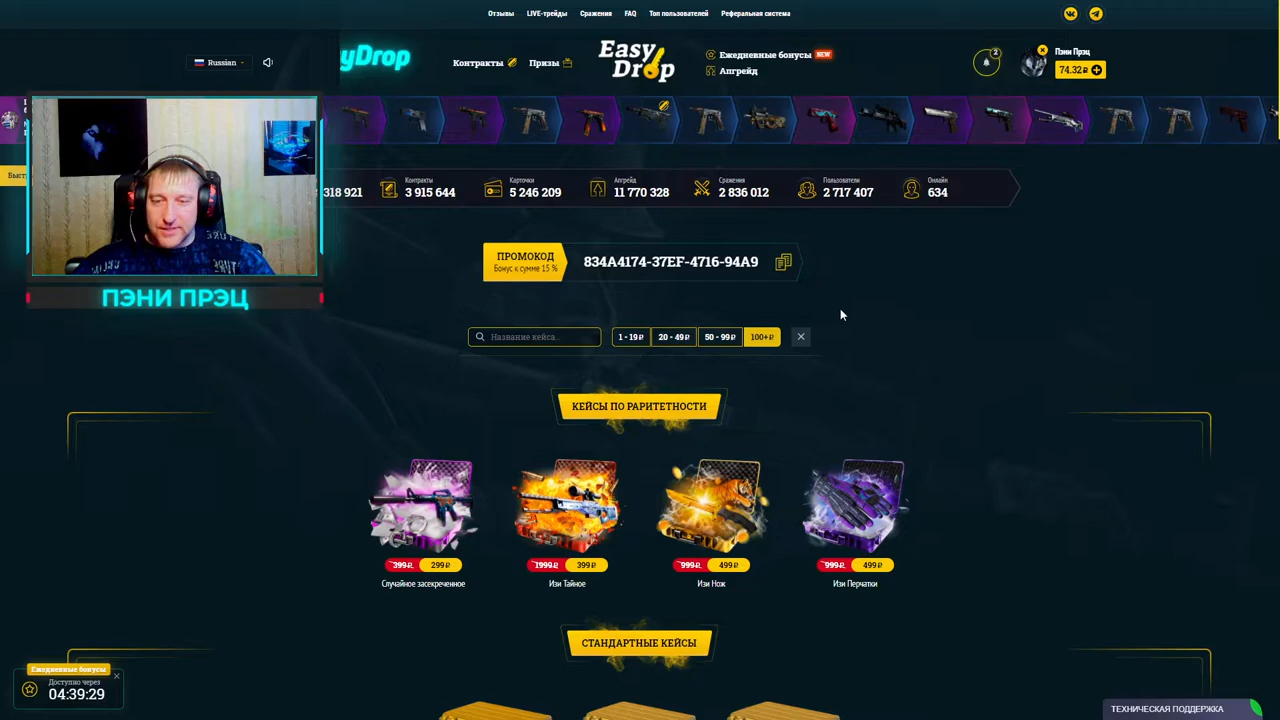 Отзывы LIVE-трейды Сражения FAQ Топ пользователей Реферальная система
Russian
yDrop
Контракты Призы
Easy Drop
Ежедневные бонусы NEW
Апгрейд
2
Пэни Прэц
74.32₽
318 921
Контракты
3 915 644
Карточки
5 246 209
Апгрейд
11 770 328
Сражения
2 836 012
Пользователи
2 717 407
Онлайн
634
ПЭНИ ПРЭЦ
ПРОМОКОД
Бонус к сумме 15 %
834A4174-37EF-4716-94A9
Название кейса...
1 - 19₽ 20 - 49₽ 50 - 99₽ 100+₽
КЕЙСЫ ПО РАРИТЕТНОСТИ
399₽ 299₽
Случайное засекреченное
1999₽ 399₽
Изи Тайное
999₽ 499₽
Изи Нож
999₽ 499₽
Изи Перчатки
СТАНДАРТНЫЕ КЕЙСЫ
Ежедневные бонусы
Доступно через
04:39:29
ТЕХНИЧЕСКАЯ ПОДДЕРЖКА